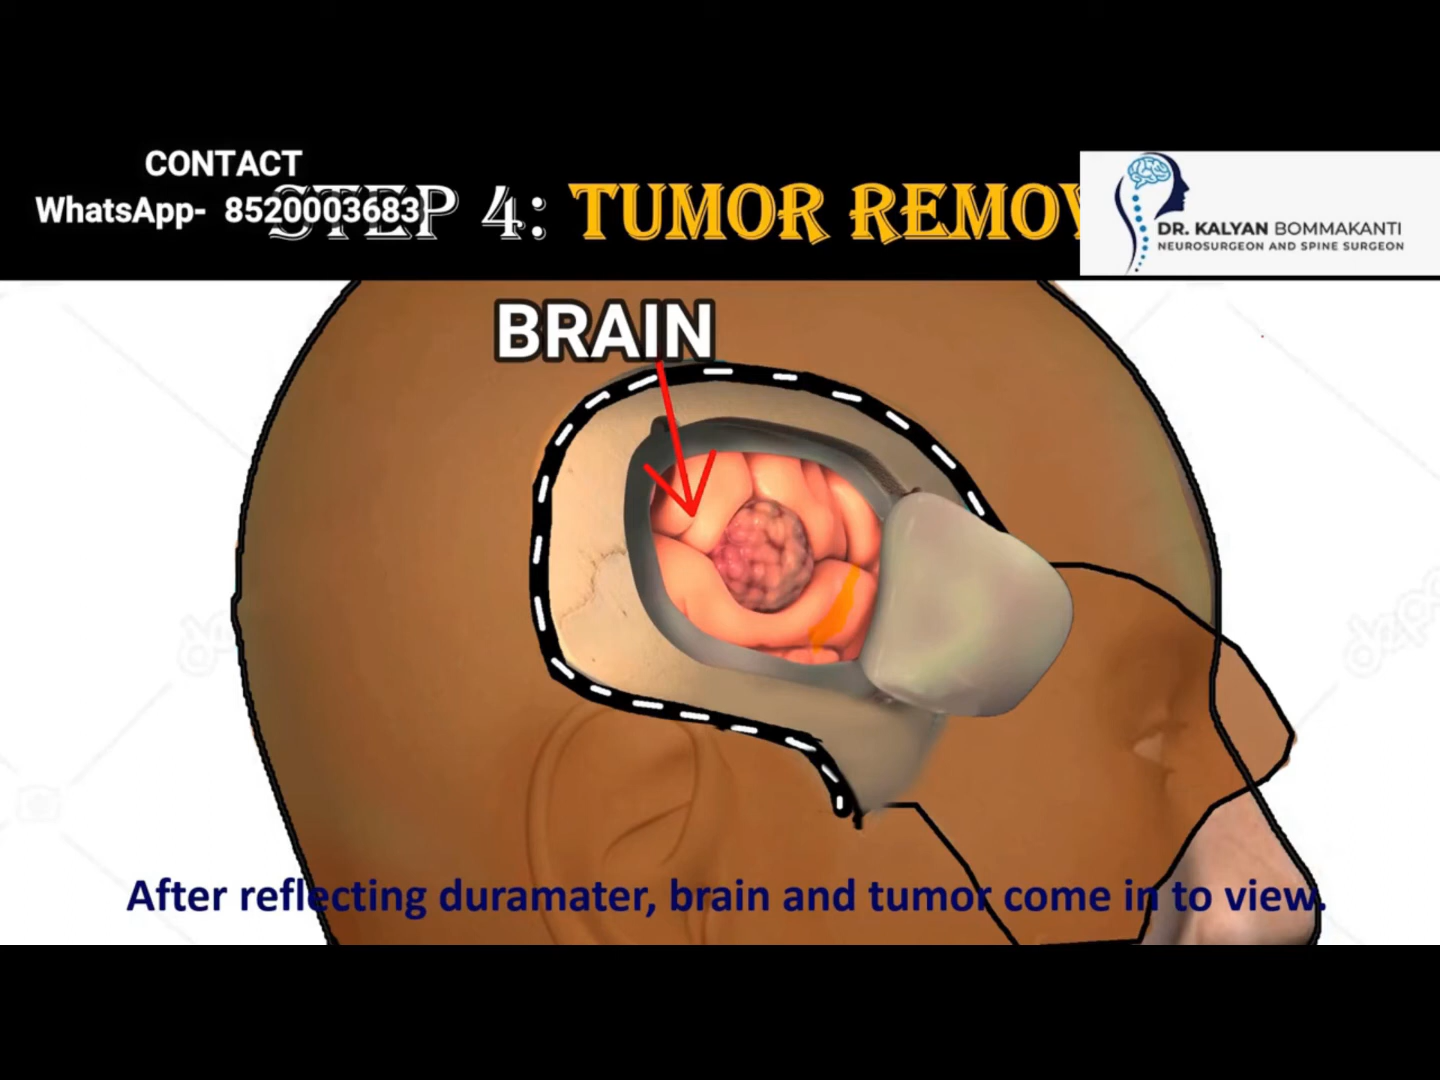 CONTACT
WhatsApp- 8520003683
STEP 4: TUMOR REMOV
DR. KALYAN BOMMAKANTI
NEUROSURGEON AND SPINE SURGEON
BRAIN
After reflecting duramater, brain and tumor come in to view.